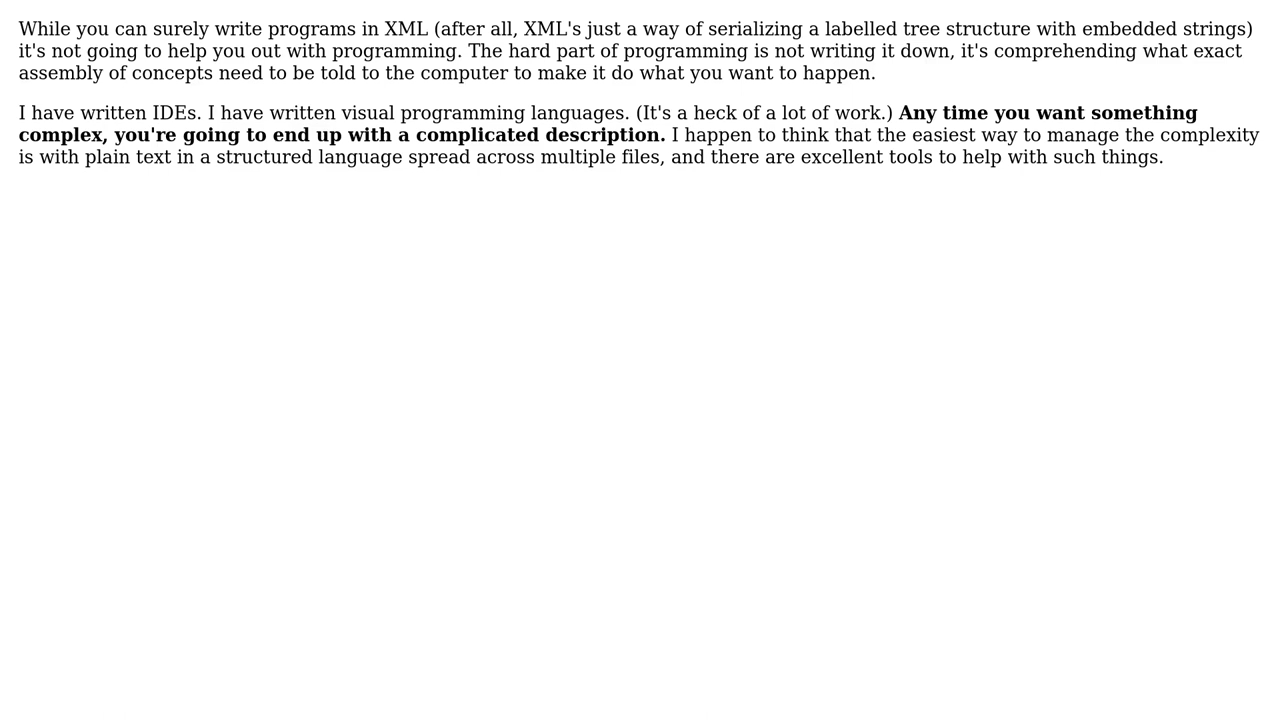 While you can surely write programs in XML (after all, XML's just a way of serializing a labelled tree structure with embedded strings)
it's not going to help you out with programming. The hard part of programming is not writing it down, it's comprehending what exact
assembly of concepts need to be told to the computer to make it do what you want to happen.
I have written IDEs. I have written visual programming languages. (It's a heck of a lot of work.) Any time you want something
complex, you're going to end up with a complicated description. I happen to think that the easiest way to manage the complexity
is with plain text in a structured language spread across multiple files, and there are excellent tools to help with such things.